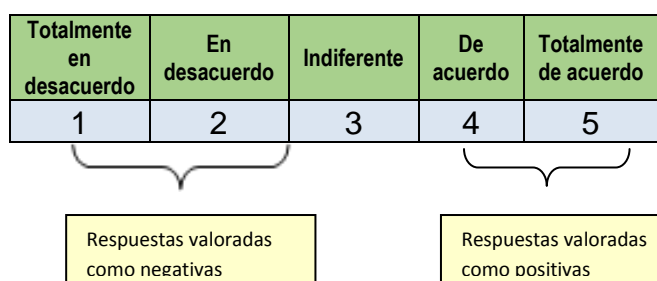 Totalmente
en
desacuerdo
En
desacuerdo
Indiferente
De
acuerdo
Totalmente
de acuerdo
1 2 3 4 5
Respuestas valoradas
como negativas
Respuestas valoradas
como positivas